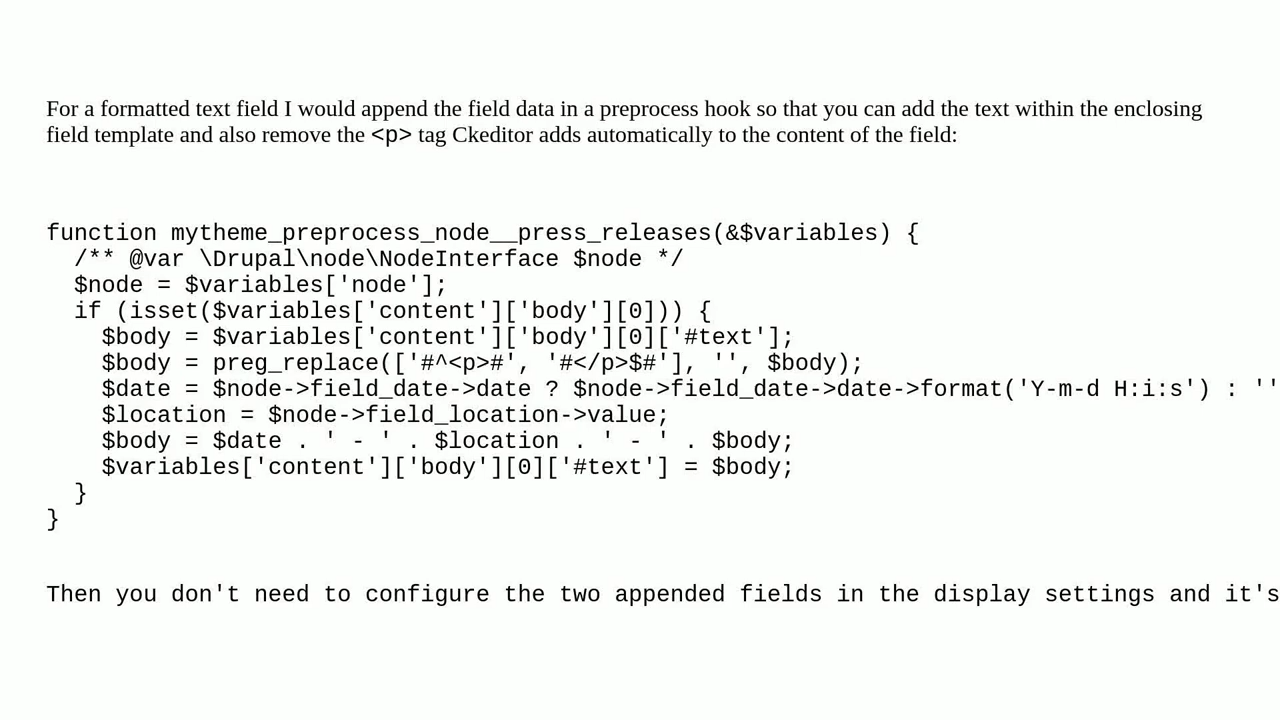 For a formatted text field I would append the field data in a preprocess hook so that you can add the text within the enclosing
field template and also remove the <p> tag Ckeditor adds automatically to the content of the field:
function mytheme_preprocess_node__press_releases(&$variables) {
  /** @var \Drupal\node\NodeInterface $node */
  $node = $variables['node'];
  if (isset($variables['content']['body'][0])) {
    $body = $variables['content']['body'][0]['#text'];
    $body = preg_replace(['#^<p>#', '#</p>$#'], '', $body);
    $date = $node->field_date->date ? $node->field_date->date->format('Y-m-d H:i:s') : ''
    $location = $node->field_location->value;
    $body = $date . ' - ' . $location . ' - ' . $body;
    $variables['content']['body'][0]['#text'] = $body;
  }
}
Then you don't need to configure the two appended fields in the display settings and it's